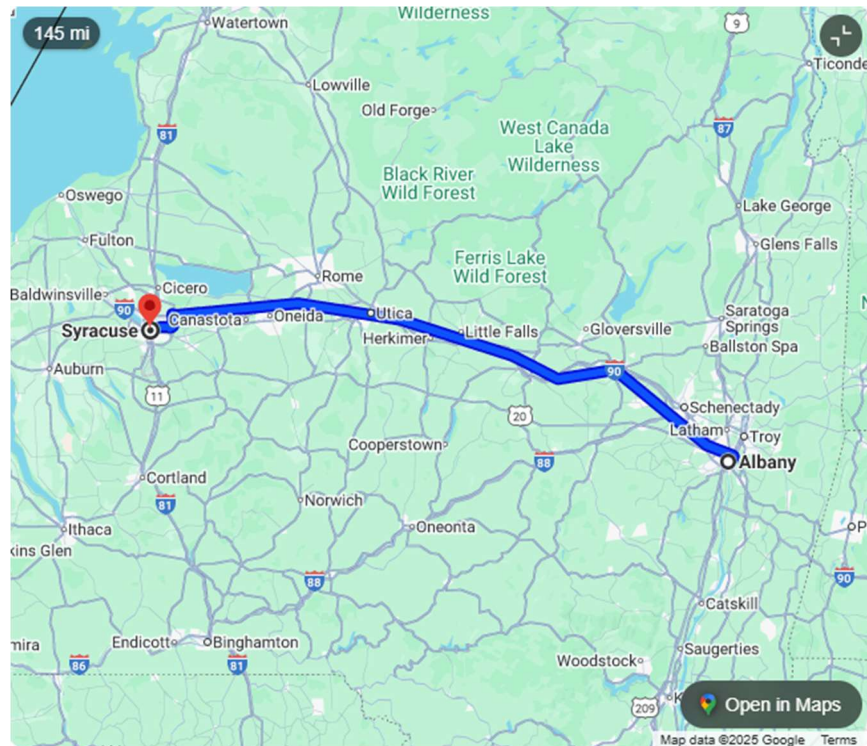 Wilderness
145 mi
Watertown
9
Ticonde
Lowville
Old Forge
81
West Canada
Lake
Wilderness
87
Black River
Wild Forest
Oswego
Lake George
Fulton
Glens Falls
Ferris Lake
Wild Forest
Rome
Cicero
Baldwinsville
90
Canastota
Oneida
Utica
Saratoga
Springs
Syracuse
Herkimer
Little Falls
Gloversville
Ballston Spa
Auburn
90
11
20
Schenectady
Latham
Troy
Cooperstown
Albany
88
Cortland
81
Norwich
Oneonta
Ithaca
kins Glen
P
88
90
Catskill
mira
Endicott
Binghamton
86
81
Woodstock
Saugerties
K
209
Open in Maps
Map data ©2025 Google
Terms